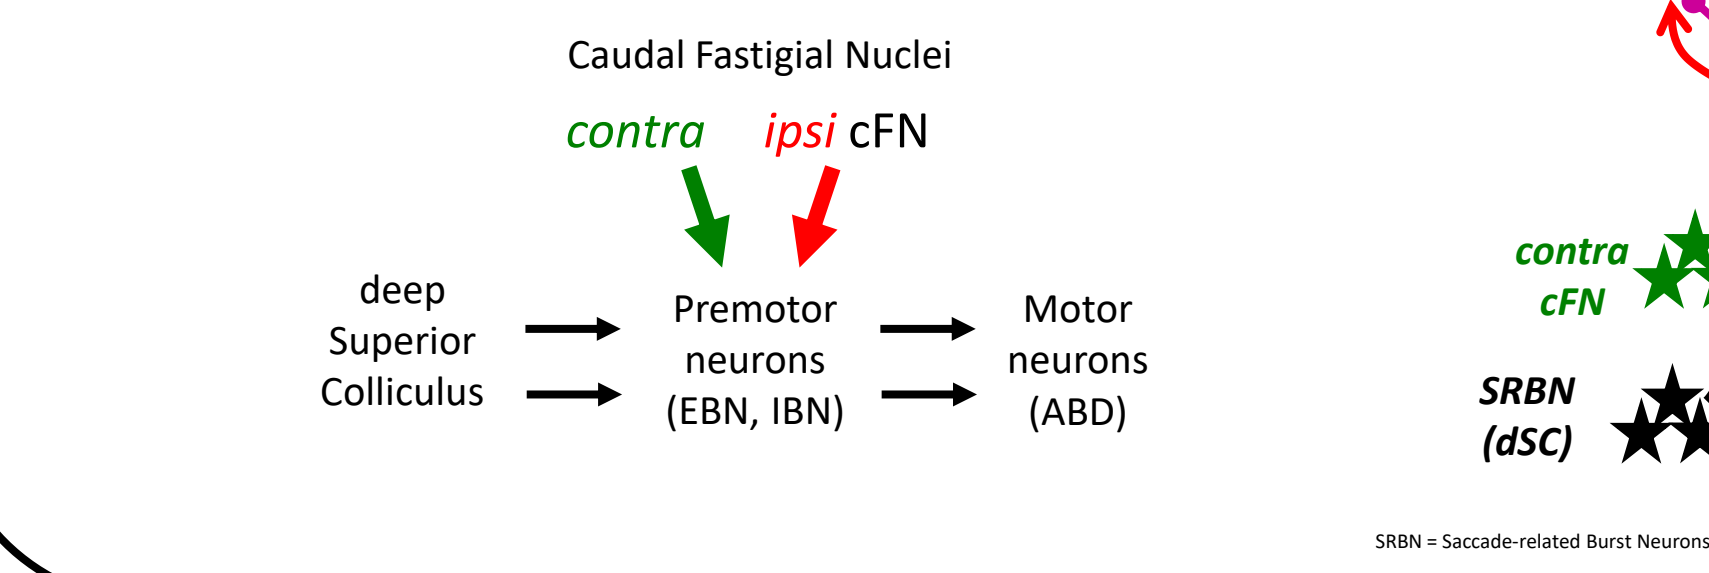 Caudal Fastigial Nuclei
contra ipsi cFN
deep
Superior
Colliculus
Premotor
neurons
(EBN, IBN)
Motor
neurons
(ABD)
contra
cFN
SRBN
(dSC)
SRBN = Saccade-related Burst Neurons